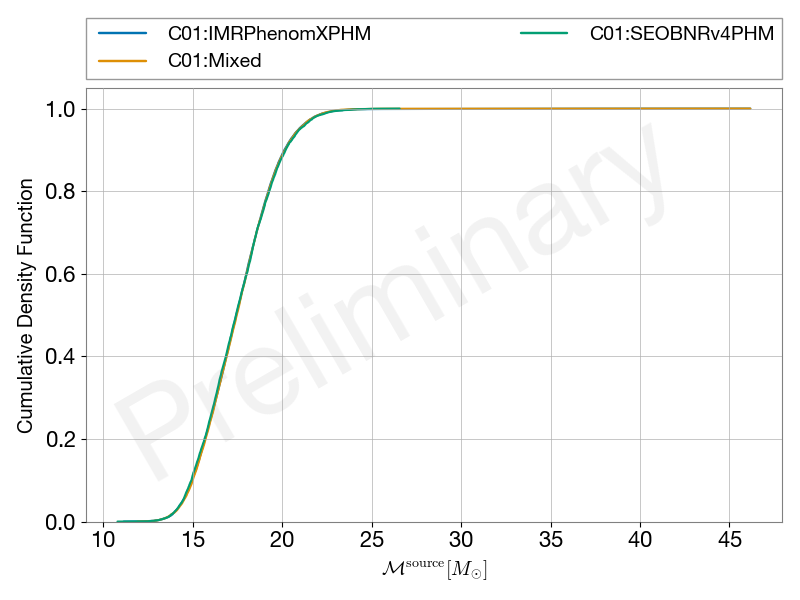 C01:IMRPhenomXPHM
C01:Mixed
C01:SEOBNRv4PHM
Preliminary
Cumulative Density Function
1.0
0.8
0.6
0.4
0.2
0.0
10 15 20 25 30 35 40 45
ℳ^source [M_⊙]